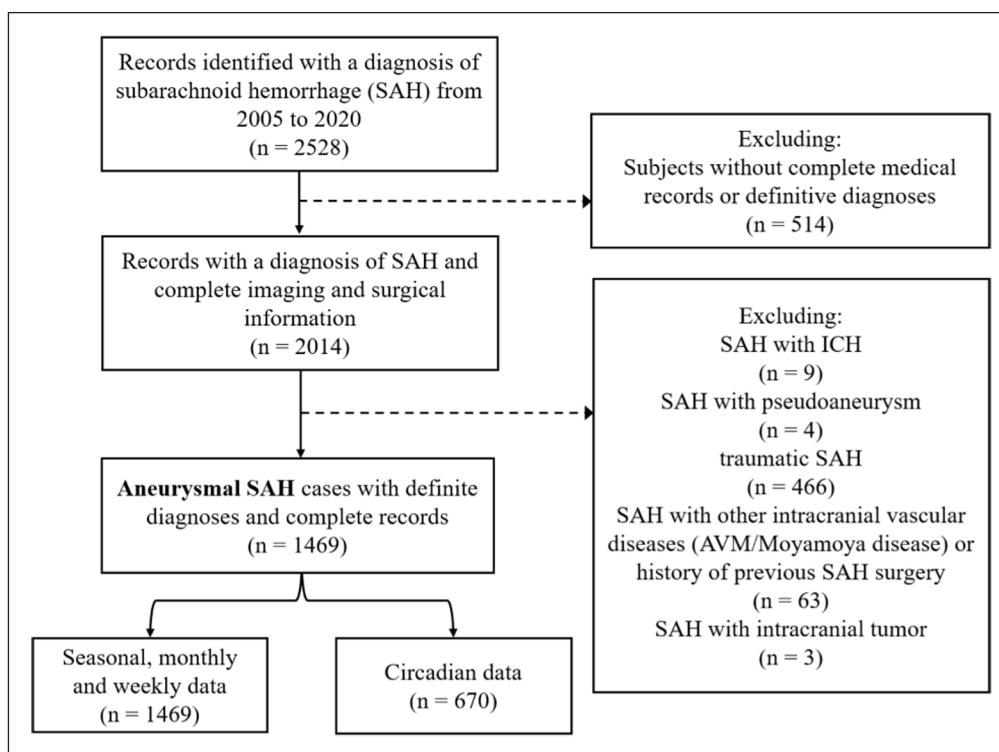 Records identified with a diagnosis of
subarachnoid hemorrhage (SAH) from
2005 to 2020
(n = 2528)
Excluding:
Subjects without complete medical
records or definitive diagnoses
(n = 514)
Records with a diagnosis of SAH and
complete imaging and surgical
information
(n = 2014)
Excluding:
SAH with ICH
(n = 9)
SAH with pseudoaneurysm
(n = 4)
traumatic SAH
(n = 466)
SAH with other intracranial vascular
diseases (AVM/Moyamoya disease) or
history of previous SAH surgery
(n = 63)
SAH with intracranial tumor
(n = 3)
Aneurysmal SAH cases with definite
diagnoses and complete records
(n = 1469)
Seasonal, monthly
and weekly data
(n = 1469)
Circadian data
(n = 670)